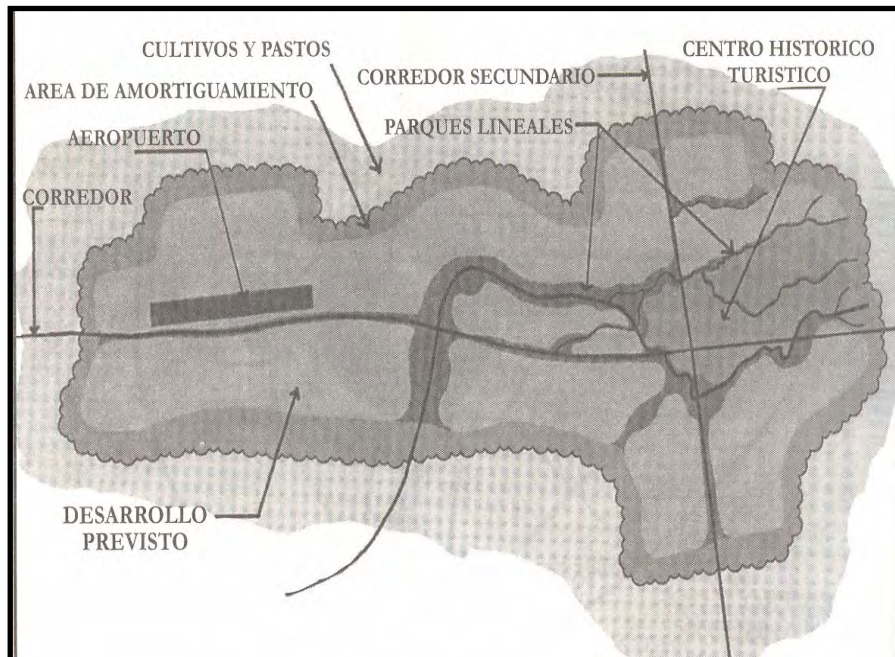 CULTIVOS Y PASTOS
CENTRO HISTORICO
TURISTICO
CORREDOR SECUNDARIO
AREA DE AMORTIGUAMIENTO
PARQUES LINEALES
AEROPUERTO
CORREDOR
DESARROLLO
PREVISTO